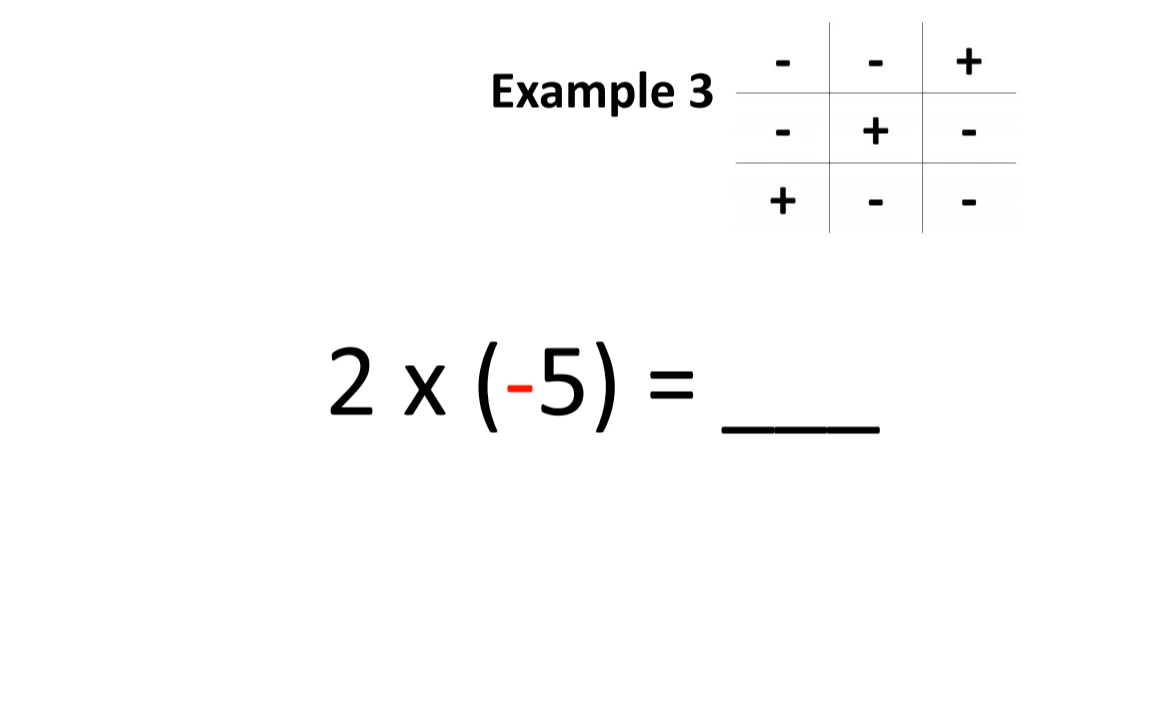 Example 3
- - +
- + -
+ - -
2 x (-5) = ___